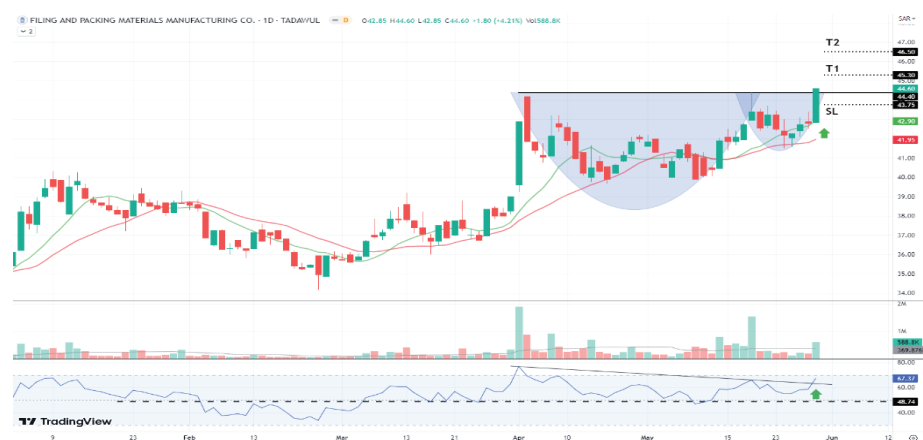 FILING AND PACKING MATERIALS MANUFACTURING CO. · 1D · TADAWUL D O42.85 H44.60 L42.85 C44.60 +1.80 (+4.21%) Vol588.8K
2
SAR
47.00
T2
46.50
46.00
T1
45.30
45.00
44.60
44.40
43.75
SL
42.90
41.95
41.00
40.00
39.00
38.00
37.00
36.00
35.00
34.00
2M
1M
588.8K
369.876K
80.00
67.37
60.00
48.74
40.00
TradingView
9
Feb
13
Mar
13
21
Apr
10
May
15
23
Jun
12